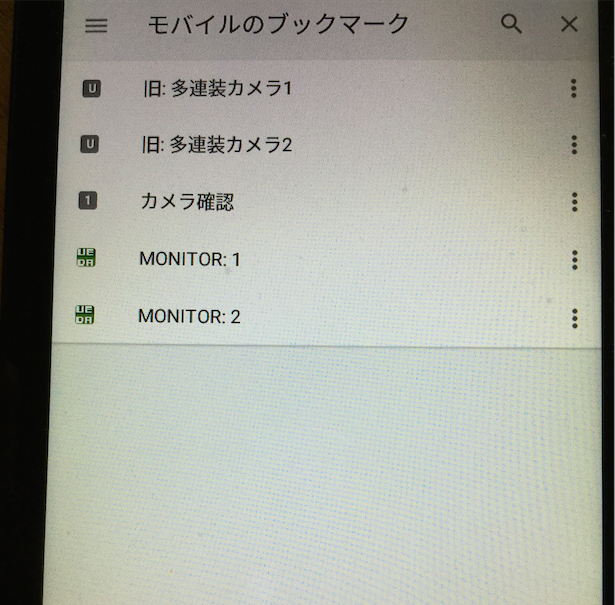 モバイルのブックマーク
U 旧: 多連装カメラ1
U 旧: 多連装カメラ2
1 カメラ確認
UE DA MONITOR: 1
UE DA MONITOR: 2